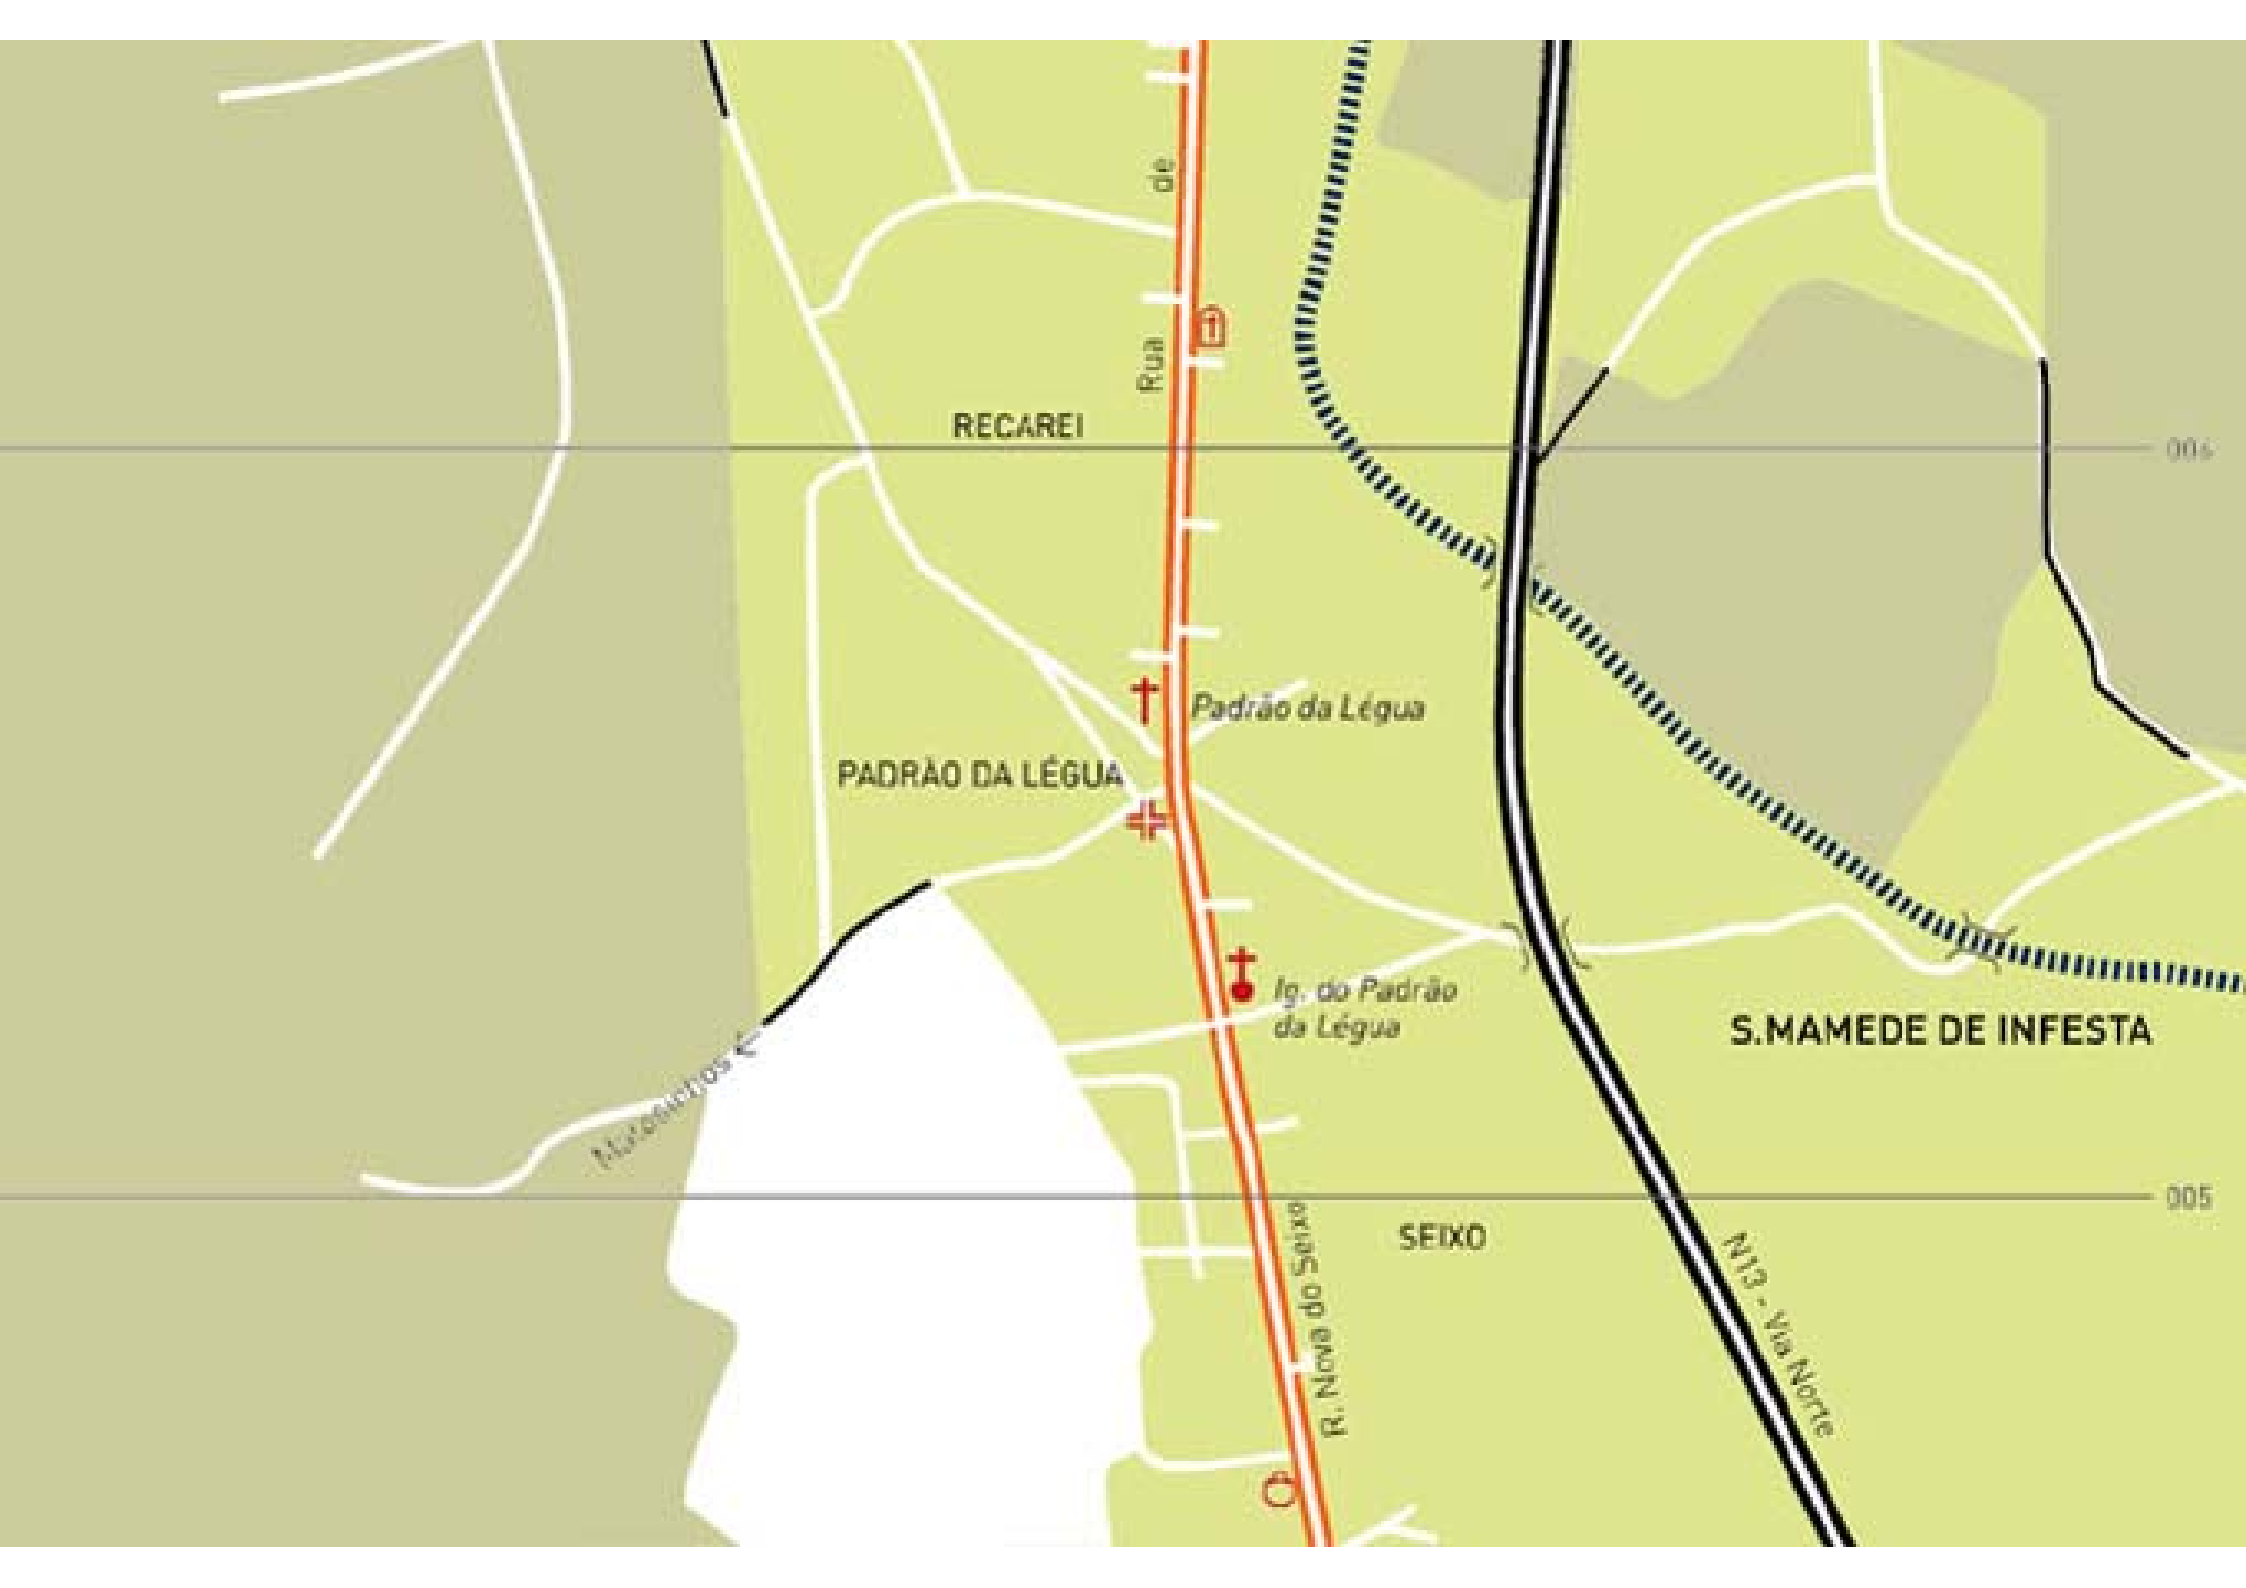 de
Rua
RECAREI
006
Padrão da Légua
PADRÃO DA LÉGUA
Ig. do Padrão
da Légua
S.MAMEDE DE INFESTA
Matosinhos
005
SEIXO
R. Nova do Seixo
N13 - Via Norte